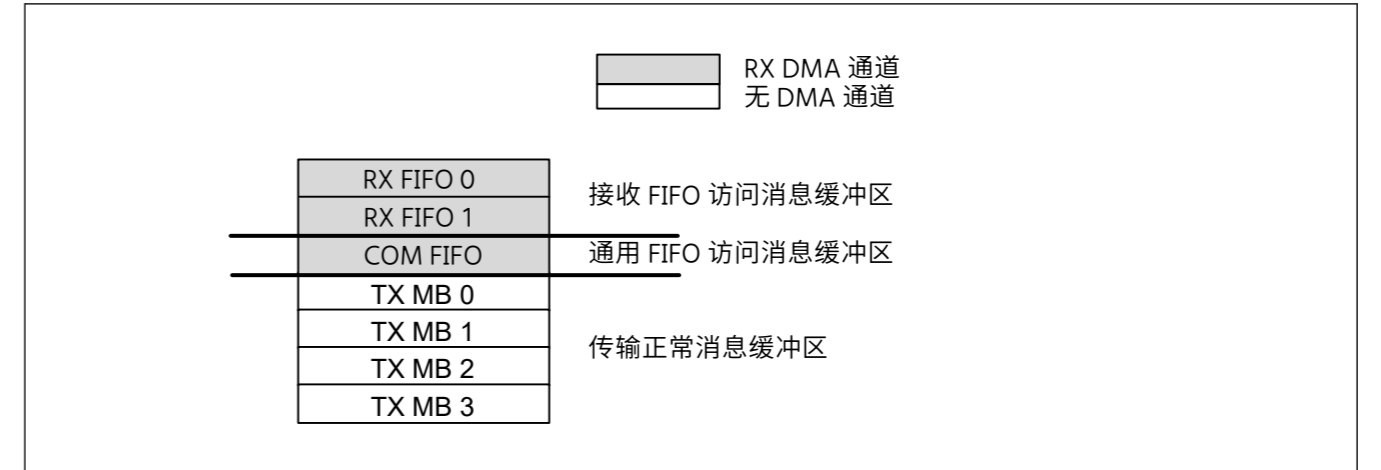 RX DMA 通道
无 DMA 通道
RX FIFO 0
接收 FIFO 访问消息缓冲区
RX FIFO 1
COM FIFO
通用 FIFO 访问消息缓冲区
TX MB 0
TX MB 1
传输正常消息缓冲区
TX MB 2
TX MB 3